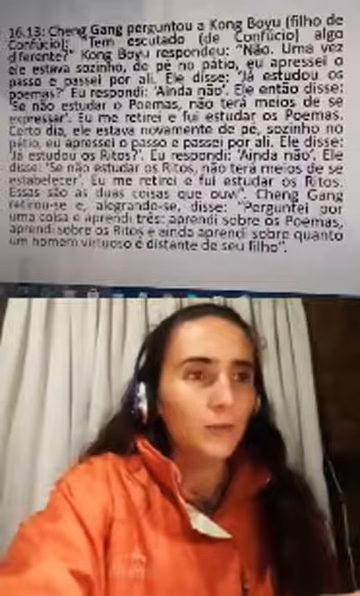 16.13: Cheng Gang perguntou a Kong Boyu (filho de
Confúcio): "Tem escutado (de Confúcio) algo
diferente?" Kong Boyu respondeu: "Não. Uma vez
ele estava sozinho, de pé no pátio, eu apressei o
passo e passei por ali. Ele disse: 'Já estudou os
poemas?' Eu respondi: 'Ainda não'. Ele então disse:
'Se não estudar o Poemas, não terá meios de se
expressar'. Eu me retirei e fui estudar os Poemas.
Certo dia, ele estava novamente de pé, sozinho no
pátio, eu apressei o passo e passei por ali. Ele disse:
'Já estudou os Ritos?'. Eu respondi: 'Ainda não'. Ele
disse: 'Se não estudar os Ritos, não terá meios de se
estabelecer'. Eu me retirei e fui estudar os Ritos.
Essas são as duas coisas que ouvi". Cheng Gang
retirou-se e, alegrando-se, disse: "Perguntei por
uma coisa e aprendi três: aprendi sobre os Poemas,
aprendi sobre os Ritos e ainda aprendi sobre quanto
um homem virtuoso é distante de seu filho".